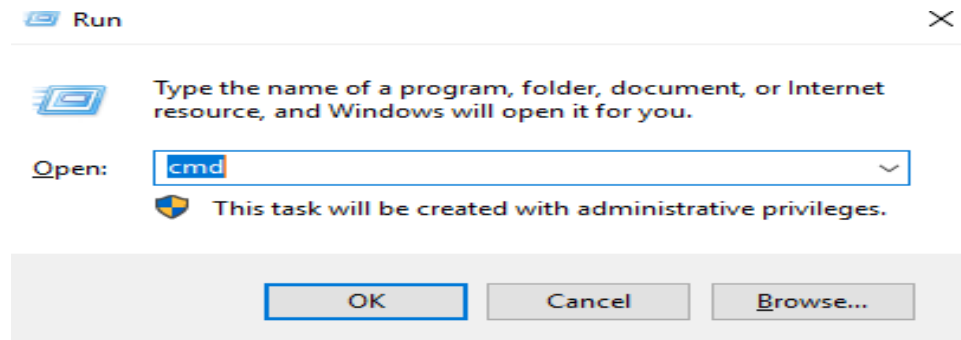 Run
Type the name of a program, folder, document, or Internet
resource, and Windows will open it for you.
Open: cmd
This task will be created with administrative privileges.
OK Cancel Browse...